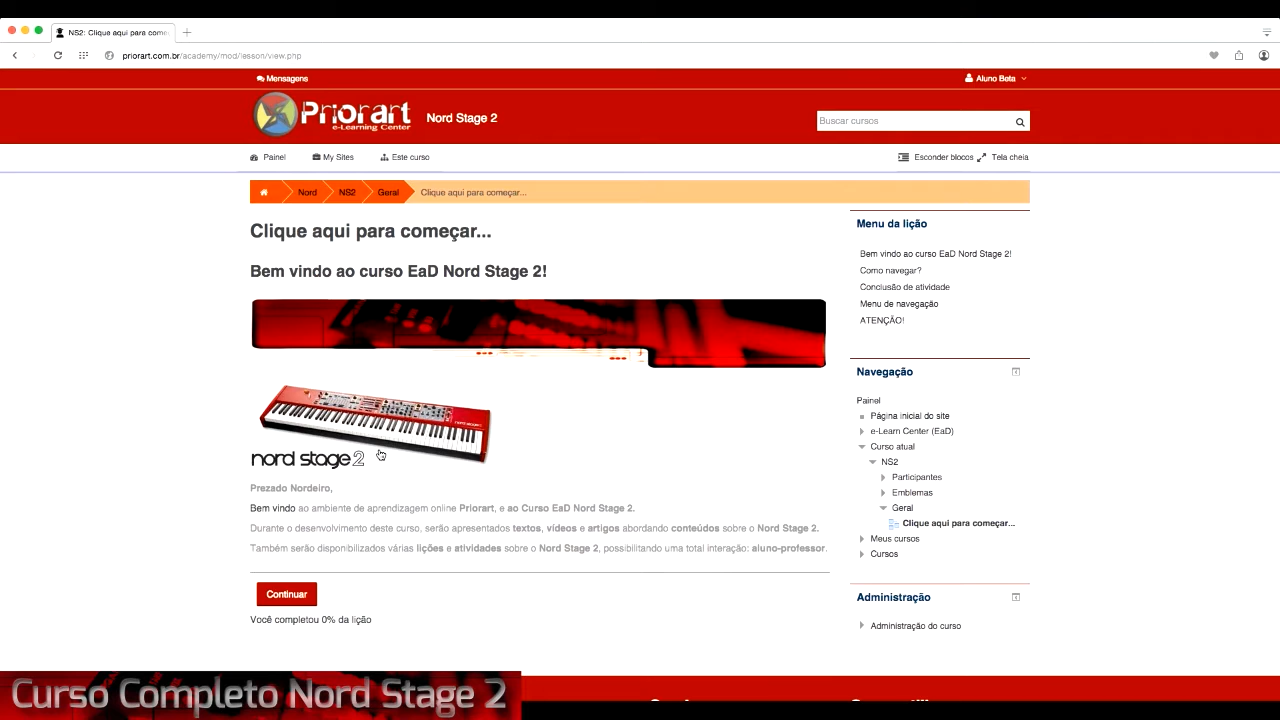 NS2: Clique aqui para come
priorart.com.br/academy/mod/lesson/view.php
Mensagens
Aluno Beta
Priorart
e-Learning Center
Nord Stage 2
Buscar cursos
Painel
My Sites
Este curso
Esconder blocos
Tela cheia
Nord
NS2
Geral
Clique aqui para começar...
Clique aqui para começar...
Bem vindo ao curso EaD Nord Stage 2!
nord stage 2
Prezado Nordeiro,
Bem vindo ao ambiente de aprendizagem online Priorart, e ao Curso EaD Nord Stage 2.
Durante o desenvolvimento deste curso, serão apresentados textos, vídeos e artigos abordando conteúdos sobre o Nord Stage 2.
Também serão disponibilizados várias lições e atividades sobre o Nord Stage 2, possibilitando uma total interação: aluno-professor.
Continuar
Você completou 0% da lição
Menu da lição
Bem vindo ao curso EaD Nord Stage 2!
Como navegar?
Conclusão de atividade
Menu de navegação
ATENÇÃO!
Navegação
Painel
Página inicial do site
e-Learn Center (EaD)
Curso atual
NS2
Participantes
Emblemas
Geral
Clique aqui para começar...
Meus cursos
Cursos
Administração
Administração do curso
Curso Completo Nord Stage 2